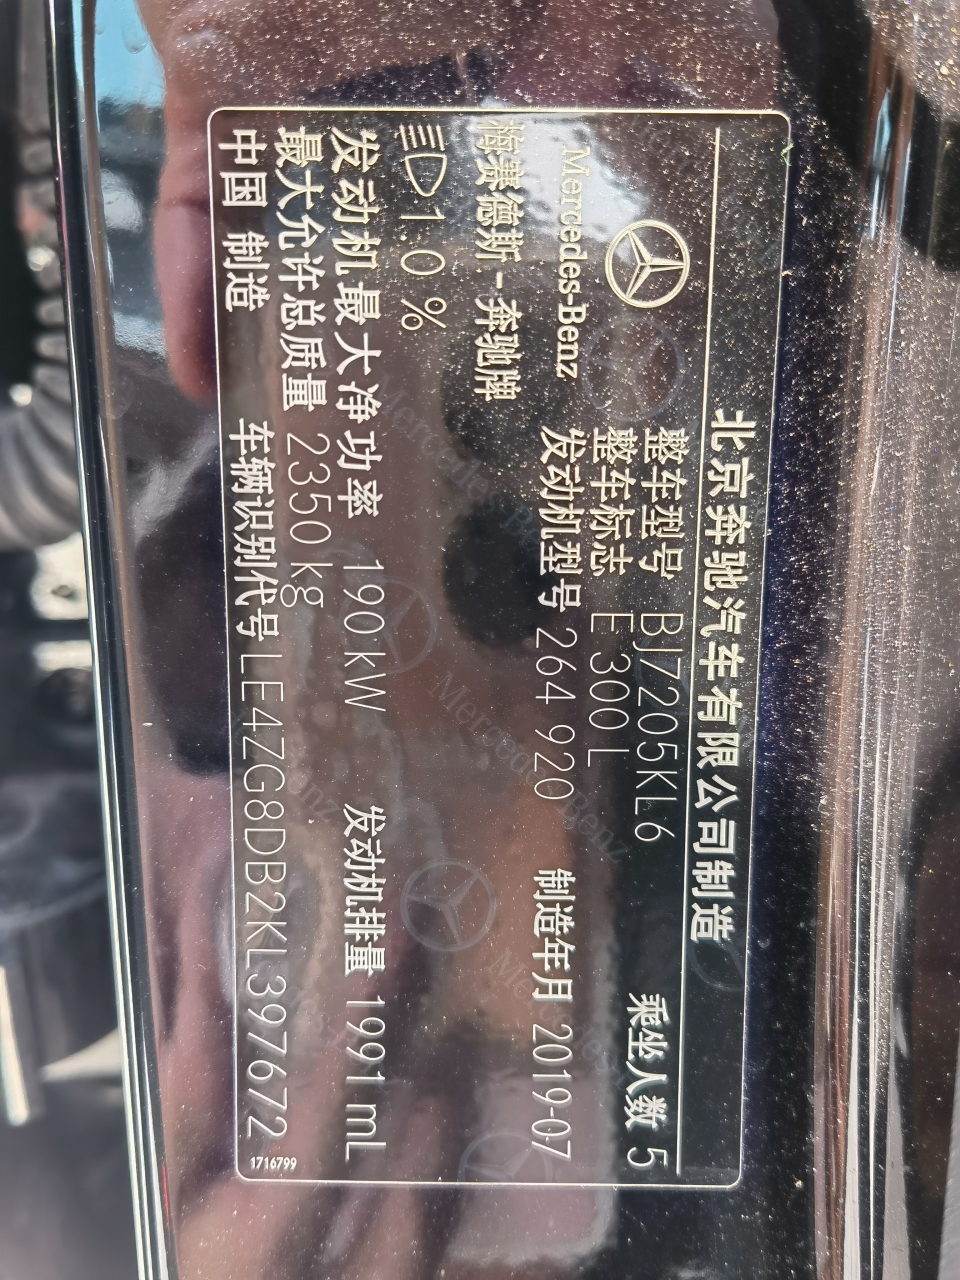 北京奔驰汽车有限公司制造
整车型号 BJ7205KL6 乘坐人数 5
整车标志 E 300 L
Mercedes-Benz 发动机型号 264 920 制造年月 2019-07
梅赛德斯-奔驰牌
1.0 %
发动机最大净功率 190 kW 发动机排量 1991 mL
最大允许总质量 2350 kg
中国 制造 车辆识别代号 LE4ZG8DB2KL397672
1716799